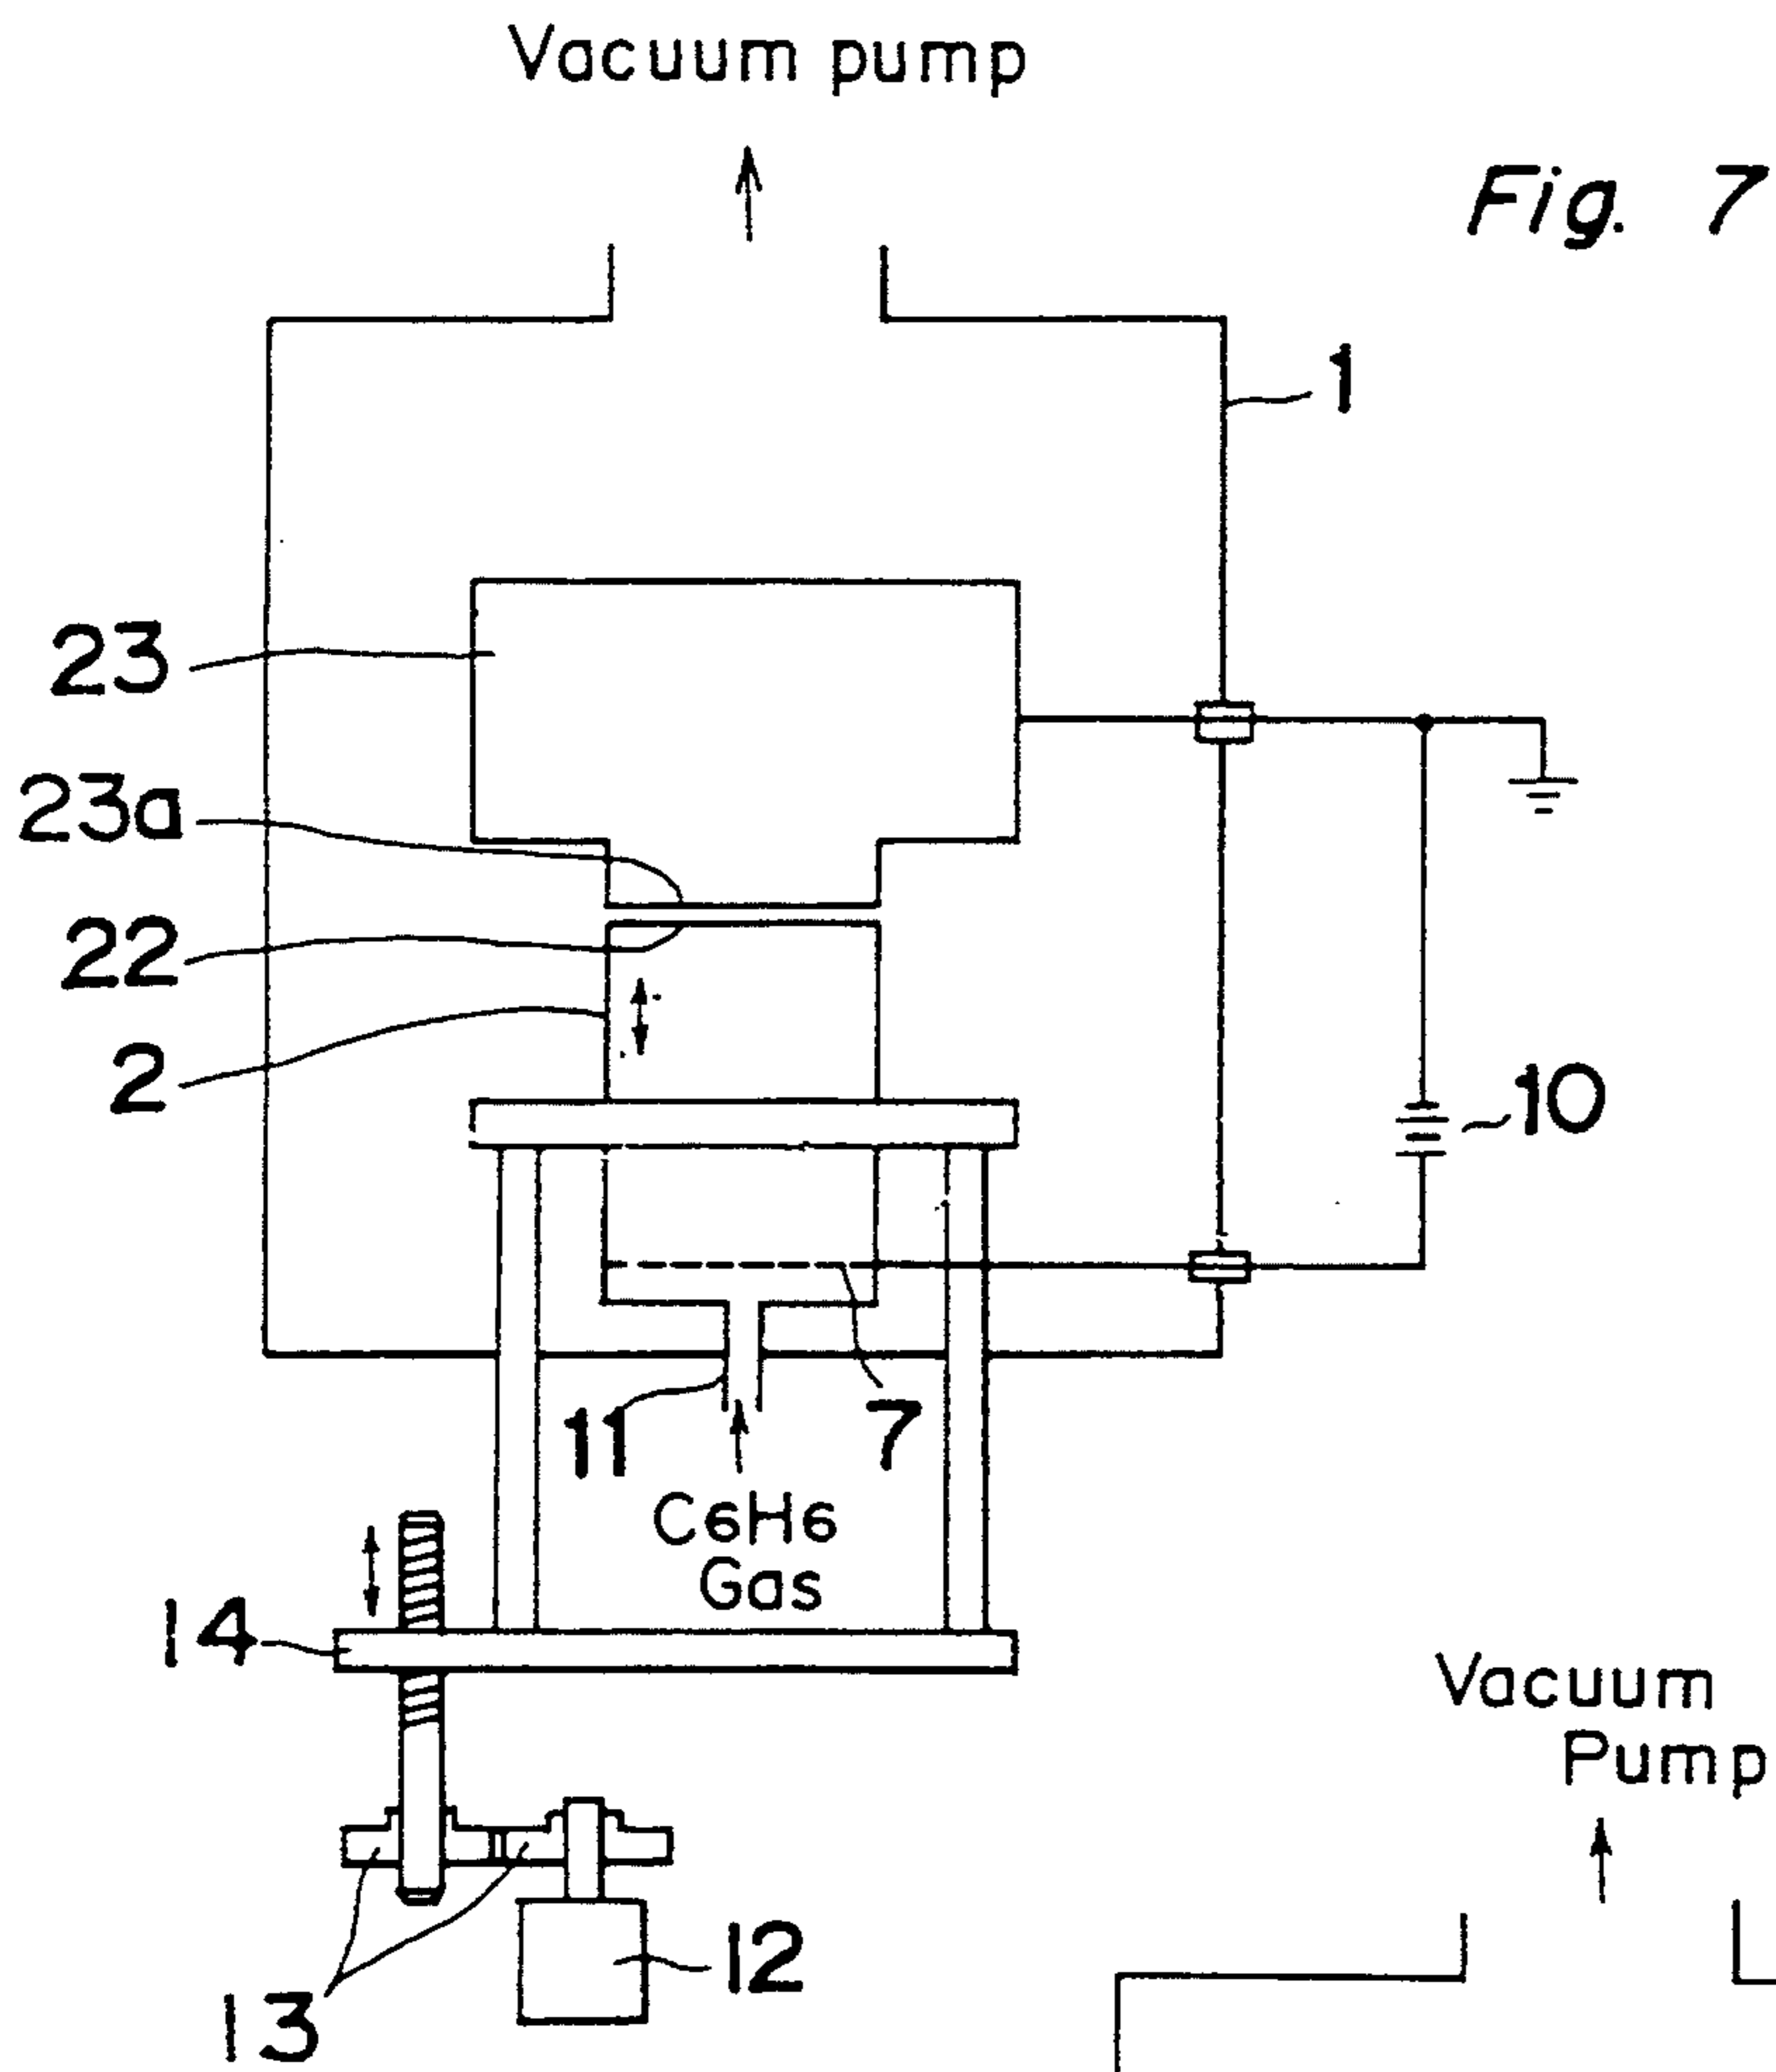 Vacuum pump
Fig. 7
1
23
23a
22
2
10
11
7
C6H6
Gas
14
Vacuum
Pump
12
13